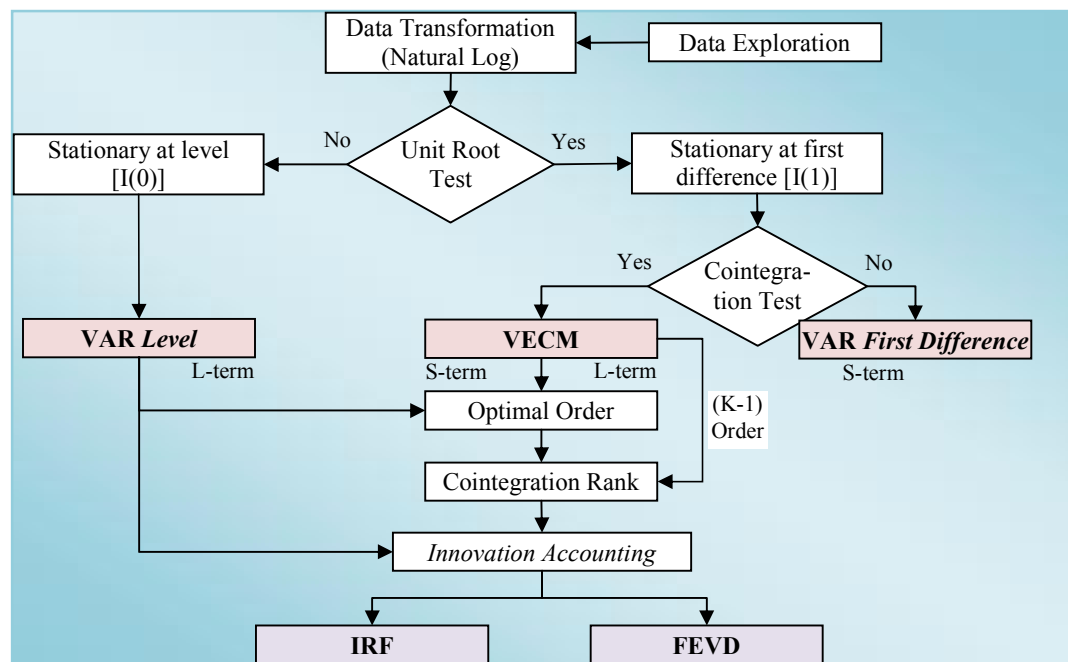 Data Transformation
(Natural Log)
Data Exploration
No
Unit Root
Test
Yes
Stationary at level
[I(0)]
Stationary at first
difference [I(1)]
Yes
Cointegra-
tion Test
No
VAR Level
VECM
VAR First Difference
L-term
S-term
L-term
S-term
Optimal Order
(K-1)
Order
Cointegration Rank
Innovation Accounting
IRF
FEVD